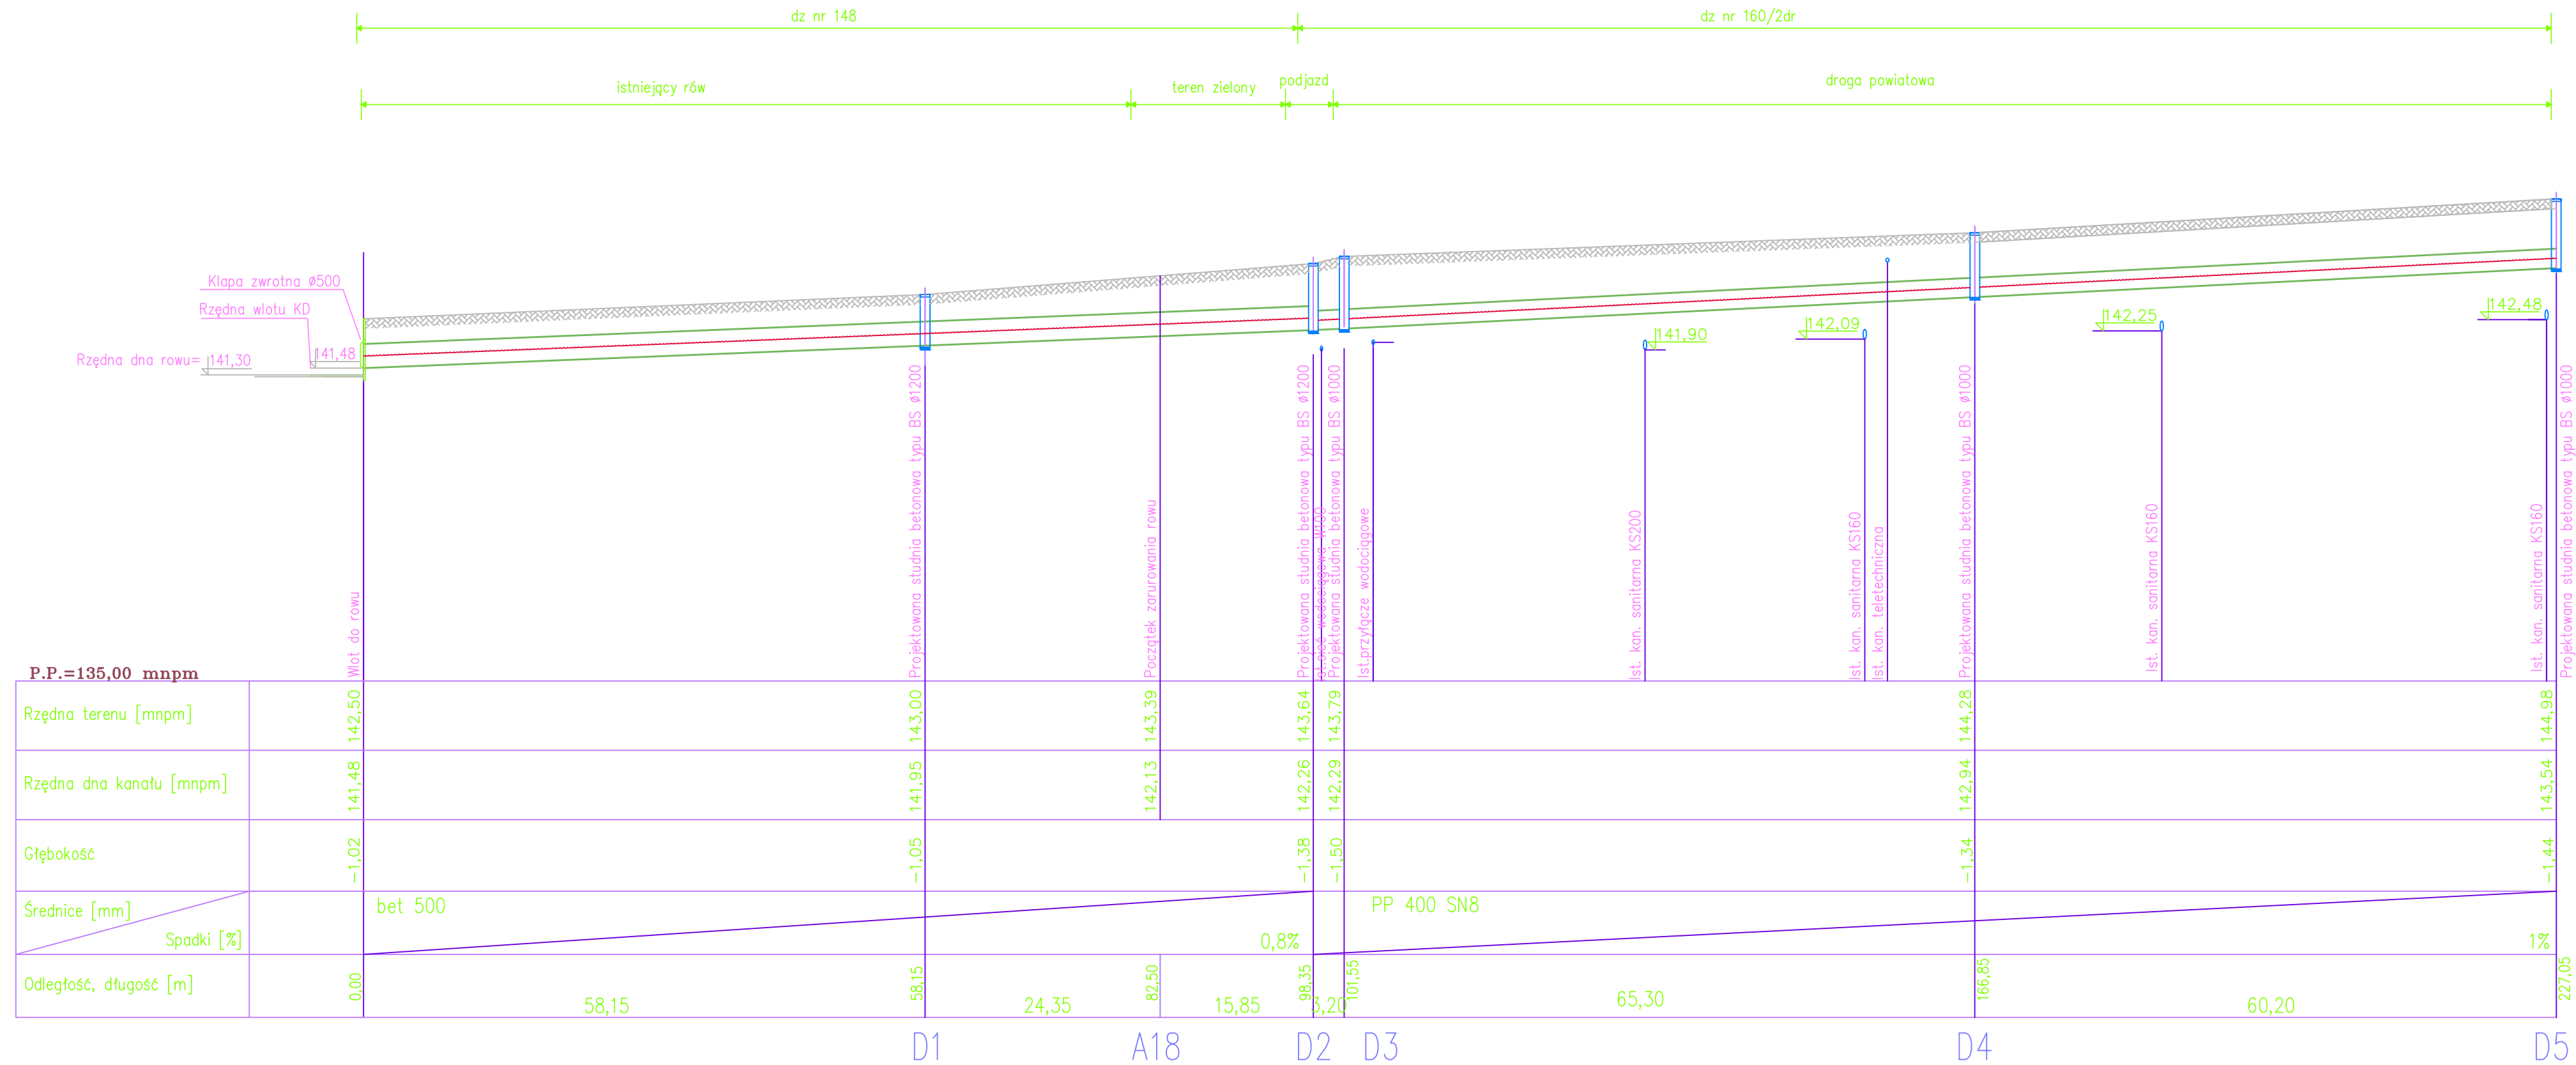 dz nr 148
dz nr 160/2dr
istniejący rów
teren zielony
podjazd
droga powiatowa
Klapa zwrotna Ø500
Rzędna wlotu KD
Rzędna dna rowu=
141,30
141,48
141,90
142,09
142,25
142,48
Wlot do rowu
Projektowana studnia betonowa typu BS ø1200
Początek zarurowania rowu
Projektowana studnia betonowa typu BS ø1200
Ist.sieć wodociągowa W100
Projektowana studnia betonowa typu BS ø1000
Ist.przyłącze wodociągowe
Ist. kan. sanitarna KS200
Ist. kan. sanitarna KS160
Ist. kan. teletechniczna
Projektowana studnia betonowa typu BS ø1000
Ist. kan. sanitarna KS160
Ist. kan. sanitarna KS160
Projektowana studnia betonowa typu BS ø1000
P.P.=135,00 mnpm
Rzędna terenu [mnpm]
142,50
143,00
143,39
143,64
143,79
144,28
144,98
Rzędna dna kanału [mnpm]
141,48
141,95
142,13
142,26
142,29
142,94
143,54
Głębokość
-1,02
-1,05
-1,38
-1,50
-1,34
-1,44
Średnice [mm]
Spadki [%]
bet 500
0,8%
PP 400 SN8
1%
Odległość, długość [m]
0,00
58,15
82,50
98,35
101,55
166,85
227,05
58,15
24,35
15,85
3,20
65,30
60,20
D1
A18
D2
D3
D4
D5